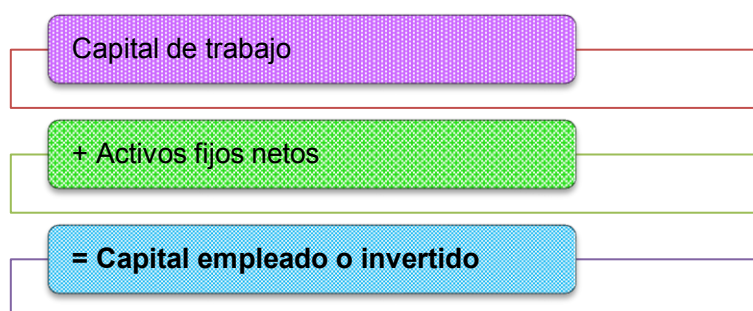 Capital de trabajo
+ Activos fijos netos
= Capital empleado o invertido